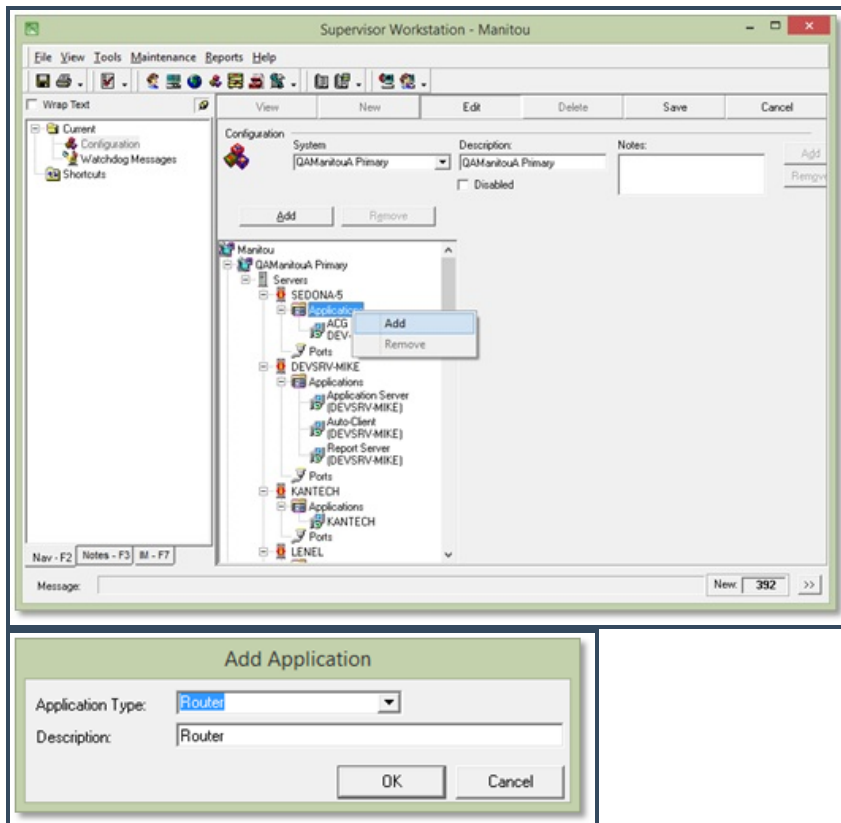 Supervisor Workstation - Manitou
File View Tools Maintenance Reports Help
Wrap Text
View New Edit Delete Save Cancel
Current
Configuration
Watchdog Messages
Shortcuts
Configuration
System
QAManitouA Primary
Description:
QAManitouA Primary
Disabled
Notes:
Add
Remove
Add Remove
Manitou
QAManitouA Primary
Servers
SEDONA-5
Applications
ACG
DEV-
Add
Remove
Ports
DEVSRV-MIKE
Applications
Application Server
(DEVSRV-MIKE)
Auto-Client
(DEVSRV-MIKE)
Report Server
(DEVSRV-MIKE)
Ports
KANTECH
Applications
KANTECH
Ports
LENEL
Nav - F2 Notes - F3 IM - F7
Message:
New: 392 >>
Add Application
Application Type: Router
Description: Router
OK Cancel